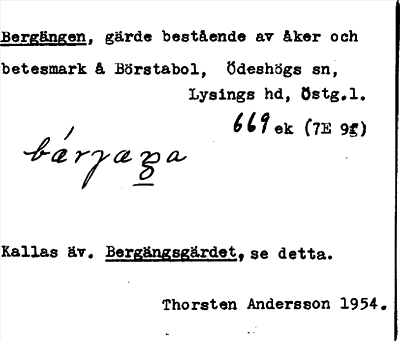 Bergängen, gärde bestående av åker och
betesmark å Börstabol, Ödeshögs sn,
Lysings hd, Östg.l.
669 ek (7E 9g)
Kallas äv. Bergängsgärdet, se detta.
Thorsten Andersson 1954.